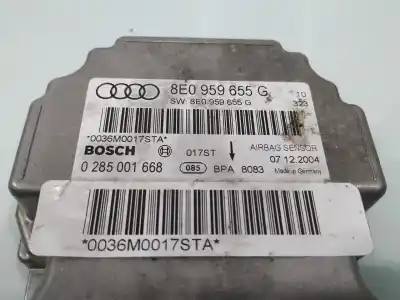 8E0 959 655 G
10
SW: 8E0 959 655 G
323
*0036M0017STA*
BOSCH
017ST
AIRBAG SENSOR
07.12.2004
0 285 001 668
085
BPA 8083
Made in Germany
*0036M0017STA*